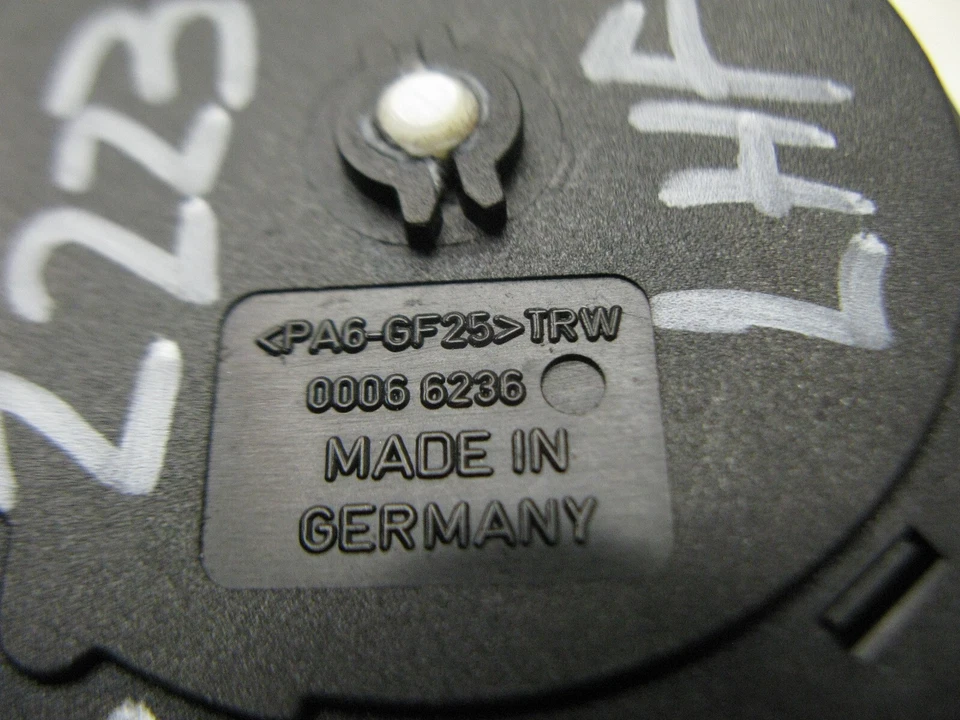 <PA6-GF25>TRW
0006 6236
MADE IN
GERMANY
2223
LHF